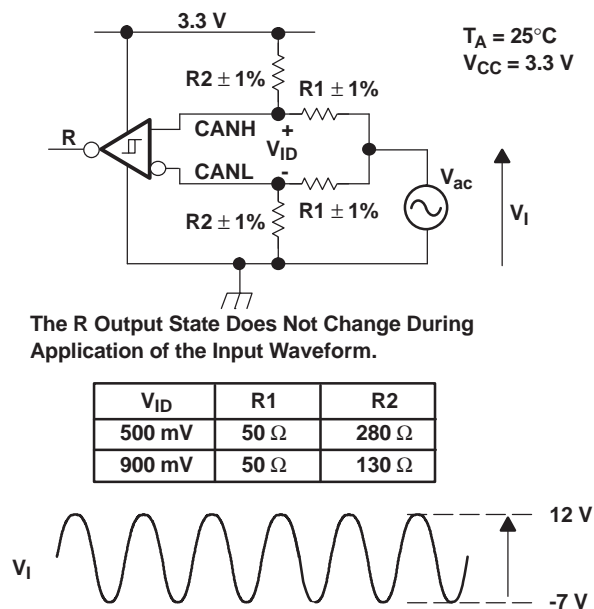 3.3 V
T_A = 25°C
V_CC = 3.3 V
R2 ± 1%
R1 ± 1%
R
CANH
+
V_ID
CANL
-
R2 ± 1%
R1 ± 1%
V_ac
V_I
The R Output State Does Not Change During
Application of the Input Waveform.
V_ID R1 R2
500 mV 50 Ω 280 Ω
900 mV 50 Ω 130 Ω
12 V
V_I
-7 V